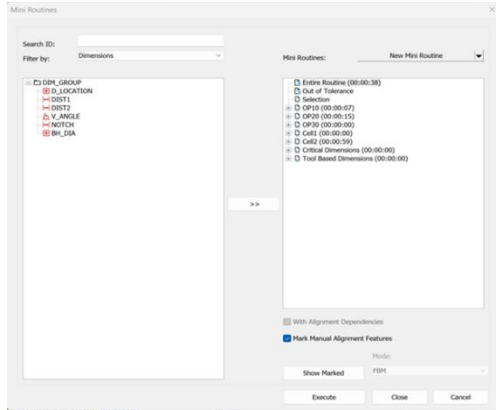 Mini Routines
Search ID:
Filter by: Dimensions
DIM_GROUP
D_LOCATION
DIST1
DIST2
V_ANGLE
NOTCH
BH_DIA
>>
Mini Routines: New Mini Routine
Entire Routine (00:00:38)
Out of Tolerance
Selection
OP10 (00:00:07)
OP20 (00:00:15)
OP30 (00:00:00)
Cell1 (00:00:00)
Cell2 (00:00:59)
Critical Dimensions (00:00:00)
Tool Based Dimensions (00:00:00)
With Alignment Dependencies
Mark Manual Alignment Features
Mode:
Show Marked FBM
Execute Close Cancel